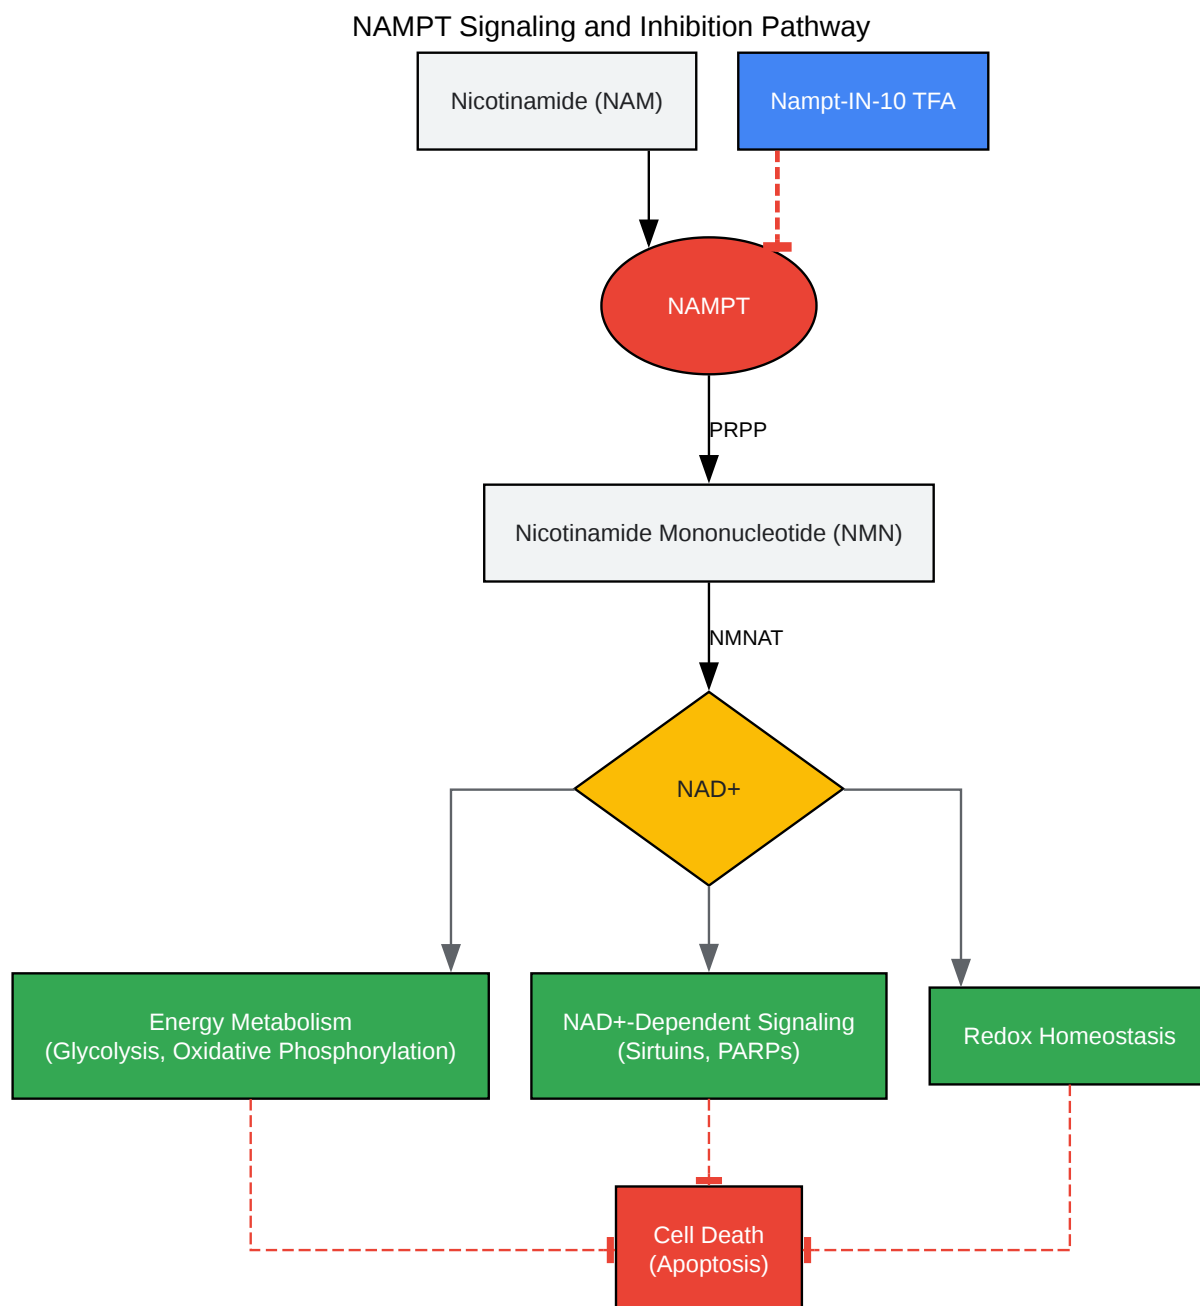 NAMPT Signaling and Inhibition Pathway
Nicotinamide (NAM)
Nampt-IN-10 TFA
NAMPT
PRPP
Nicotinamide Mononucleotide (NMN)
NMNAT
NAD+
Energy Metabolism
(Glycolysis, Oxidative Phosphorylation)
NAD+-Dependent Signaling
(Sirtuins, PARPs)
Redox Homeostasis
Cell Death
(Apoptosis)